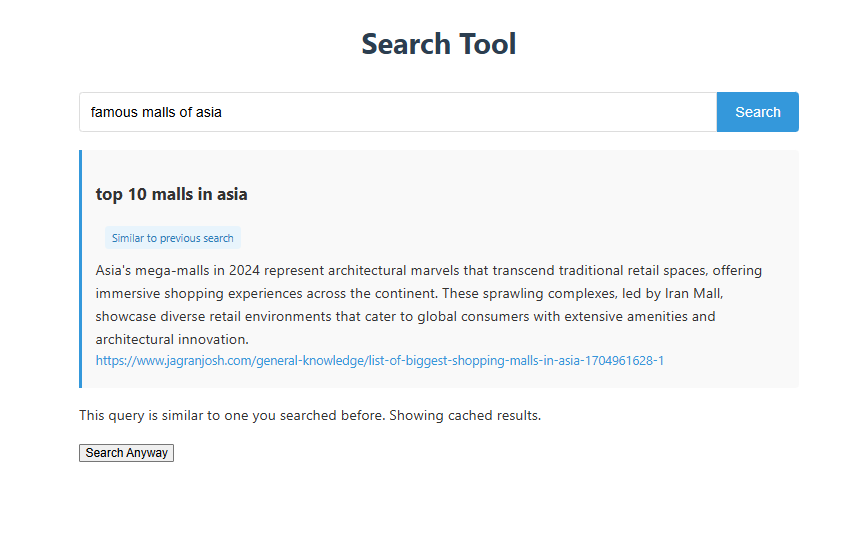 Search Tool
famous malls of asia
Search
top 10 malls in asia
Similar to previous search
Asia's mega-malls in 2024 represent architectural marvels that transcend traditional retail spaces, offering
immersive shopping experiences across the continent. These sprawling complexes, led by Iran Mall,
showcase diverse retail environments that cater to global consumers with extensive amenities and
architectural innovation.
https://www.jagranjosh.com/general-knowledge/list-of-biggest-shopping-malls-in-asia-1704961628-1
This query is similar to one you searched before. Showing cached results.
Search Anyway